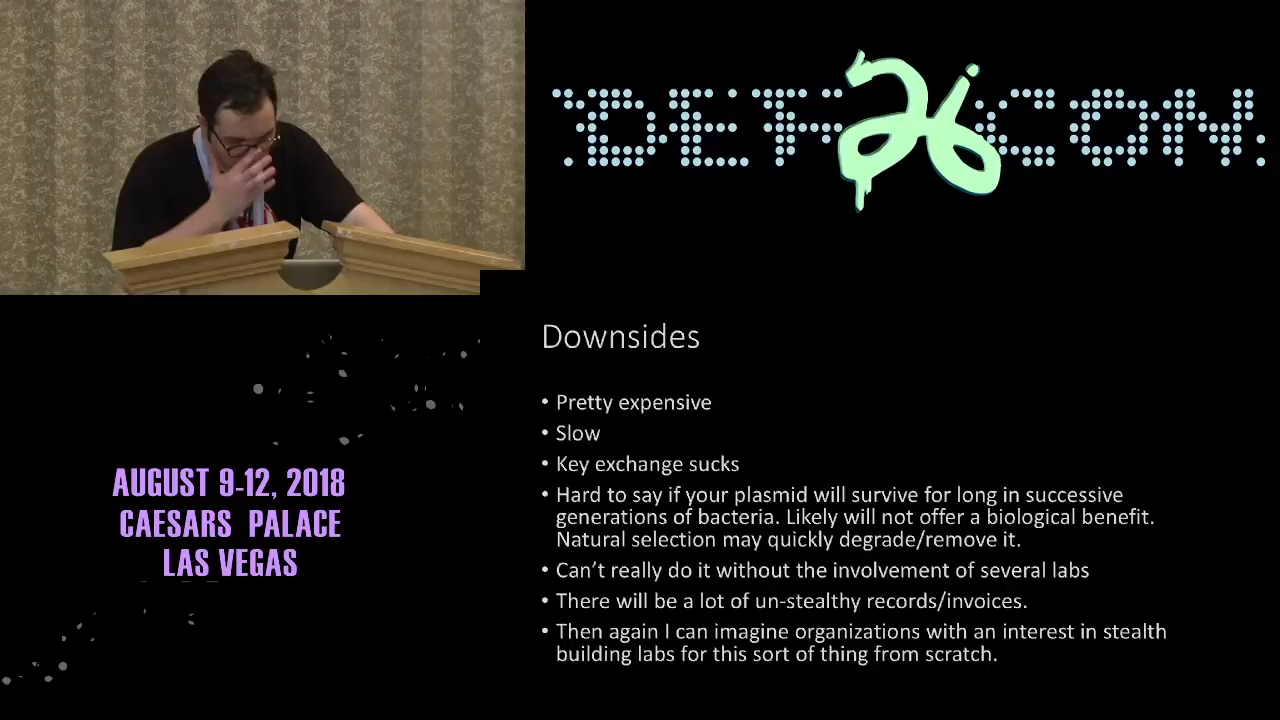 DEF 26 CON
Downsides
• Pretty expensive
• Slow
• Key exchange sucks
• Hard to say if your plasmid will survive for long in successive
generations of bacteria. Likely will not offer a biological benefit.
Natural selection may quickly degrade/remove it.
• Can’t really do it without the involvement of several labs
• There will be a lot of un-stealthy records/invoices.
• Then again I can imagine organizations with an interest in stealth
building labs for this sort of thing from scratch.
AUGUST 9-12, 2018
CAESARS PALACE
LAS VEGAS